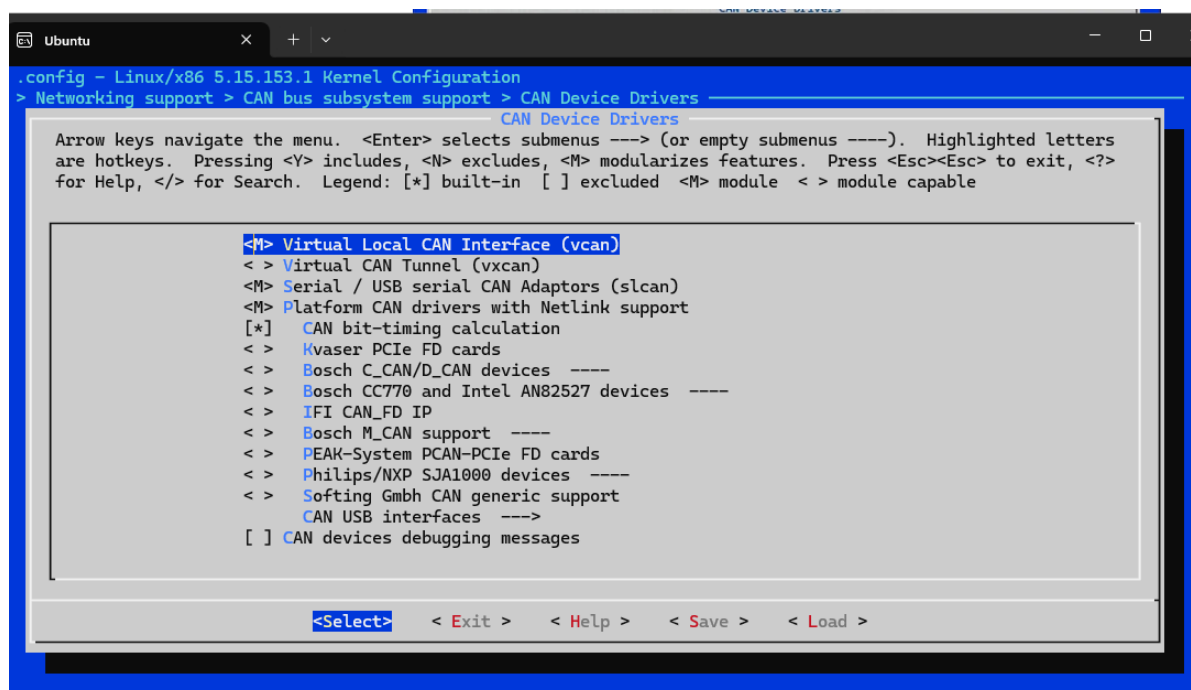 CAN Device Drivers
Ubuntu
.config - Linux/x86 5.15.153.1 Kernel Configuration
> Networking support > CAN bus subsystem support > CAN Device Drivers
CAN Device Drivers
Arrow keys navigate the menu.  <Enter> selects submenus ---> (or empty submenus ----).  Highlighted letters
are hotkeys.  Pressing <Y> includes, <N> excludes, <M> modularizes features.  Press <Esc><Esc> to exit, <?>
for Help, </> for Search.  Legend: [*] built-in  [ ] excluded  <M> module  < > module capable
<M> Virtual Local CAN Interface (vcan)
< > Virtual CAN Tunnel (vxcan)
<M> Serial / USB serial CAN Adaptors (slcan)
<M> Platform CAN drivers with Netlink support
[*]   CAN bit-timing calculation
< >   Kvaser PCIe FD cards
< >   Bosch C_CAN/D_CAN devices  ----
< >   Bosch CC770 and Intel AN82527 devices  ----
< >   IFI CAN_FD IP
< >   Bosch M_CAN support  ----
< >   PEAK-System PCAN-PCIe FD cards
< >   Philips/NXP SJA1000 devices  ----
< >   Softing Gmbh CAN generic support
CAN USB interfaces  --->
[ ] CAN devices debugging messages
<Select>    < Exit >    < Help >    < Save >    < Load >